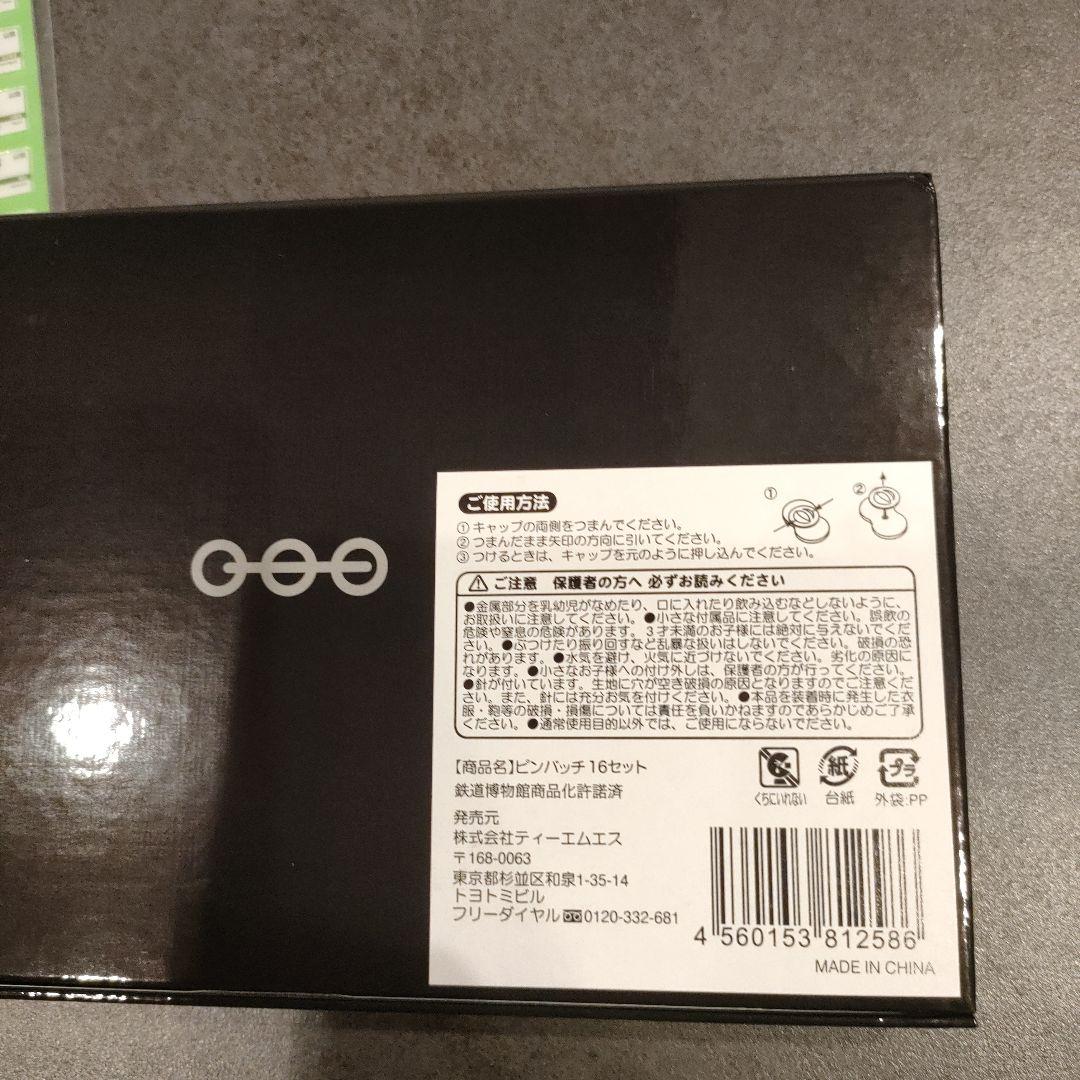 ご使用方法
① キャップの両側をつまんでください。
② つまんだまま矢印の方向に引いてください。
③ つけるときは、キャップを元のように押し込んでください。
①
②
ご注意 保護者の方へ 必ずお読みください
●金属部分を乳幼児がなめたり、口に入れたり飲み込むなどしないように、
お取扱いに注意してください。●小さな付属品に注意してください。誤飲の
危険や窒息の危険があります。3才未満のお子様には絶対に与えないでくだ
さい。●ぶつけたり振り回すなど乱暴な扱いはしないでください。破損の恐
れがあります。●水気を避け、火気に近づけないでください。劣化の原因に
なります。●小さなお子様への付け外しは、保護者の方が行ってください。
●針が付いています。生地に穴が空き破損の原因となりますのでご注意くだ
さい。また、針には充分お気を付けください。●本品を装着時に発生した衣
服・鞄等の破損・損傷については責任を負いかねますのであらかじめご了承
ください。●通常使用目的以外では、ご使用にならないでください。
【商品名】ピンバッチ16セット
鉄道博物館商品化許諾済
発売元
株式会社ティーエムエス
〒168-0063
東京都杉並区和泉1-35-14
トヨトミビル
フリーダイヤル 0120-332-681
くちにいれない
紙
台紙
プラ
外袋:PP
4 560153 812586
MADE IN CHINA